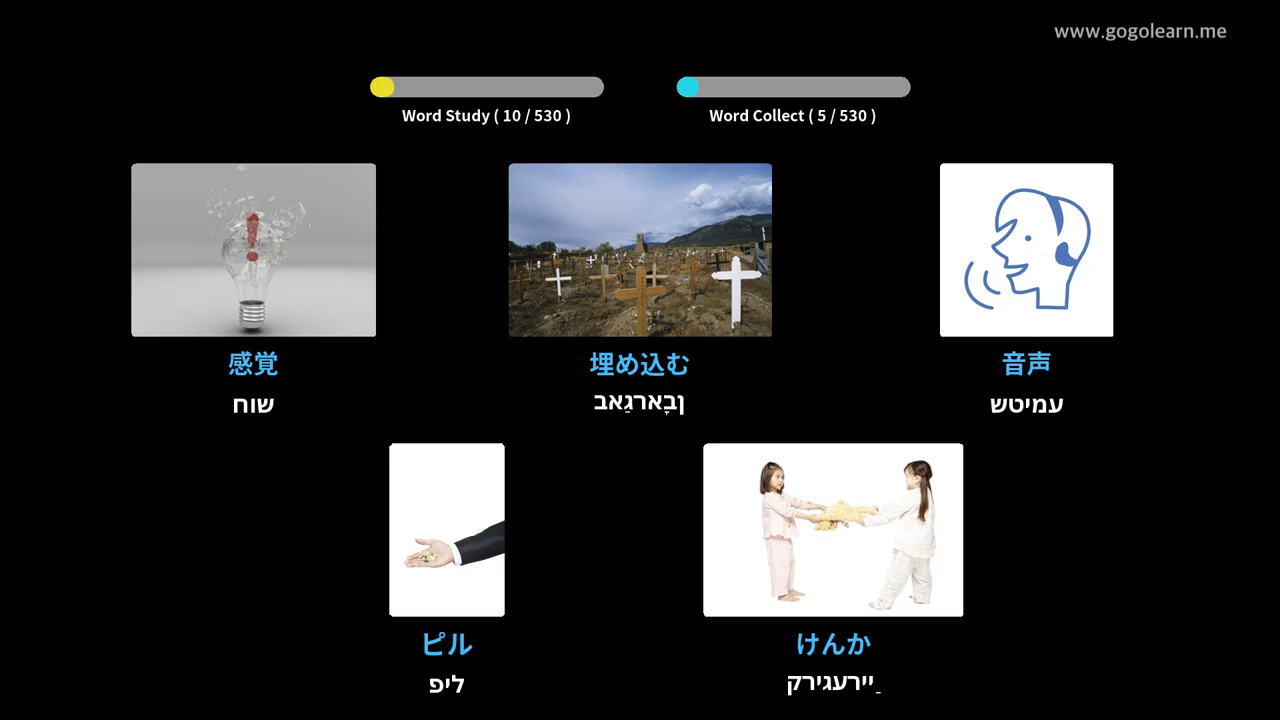 www.gogolearn.me
Word Study ( 10 / 530 )
Word Collect ( 5 / 530 )
感覚
שוח
埋め込む
ןבָארגַאב
音声
עמיטש
ピル
ליפ
けんか
ַיירעגירק